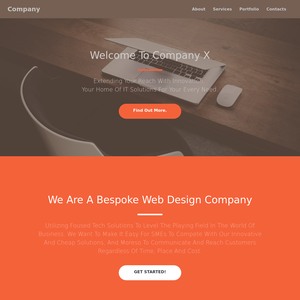 Company
About Services Portfolio Contacts
Welcome To Company X
Extending Your Reach With Innovation.
Your Home Of IT Solutions For Your Every Need.
Find Out More.
We Are A Bespoke Web Design Company
Utilising Fouled Tech Solutions To Level The Playing Field In The World Of
Business. We Want To Make It Easy For SMEs To Compete With Our Innovative
And Cheap Solutions, And Moreso To Communicate And Reach Customers
Regardless Of Time, Place And Cost.
GET STARTED!